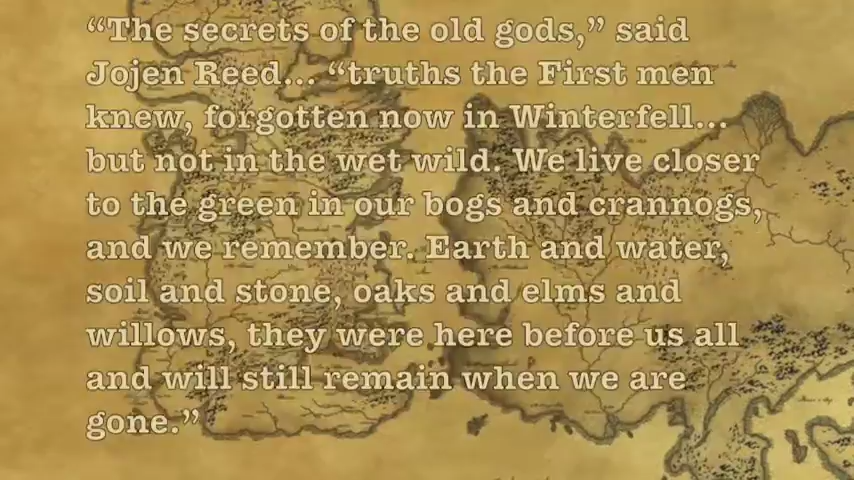 “The secrets of the old gods,” said
Jojen Reed... “truths the First men
knew, forgotten now in Winterfell...
but not in the wet wild. We live closer
to the green in our bogs and crannogs,
and we remember. Earth and water,
soil and stone, oaks and elms and
willows, they were here before us all
and will still remain when we are
gone.”